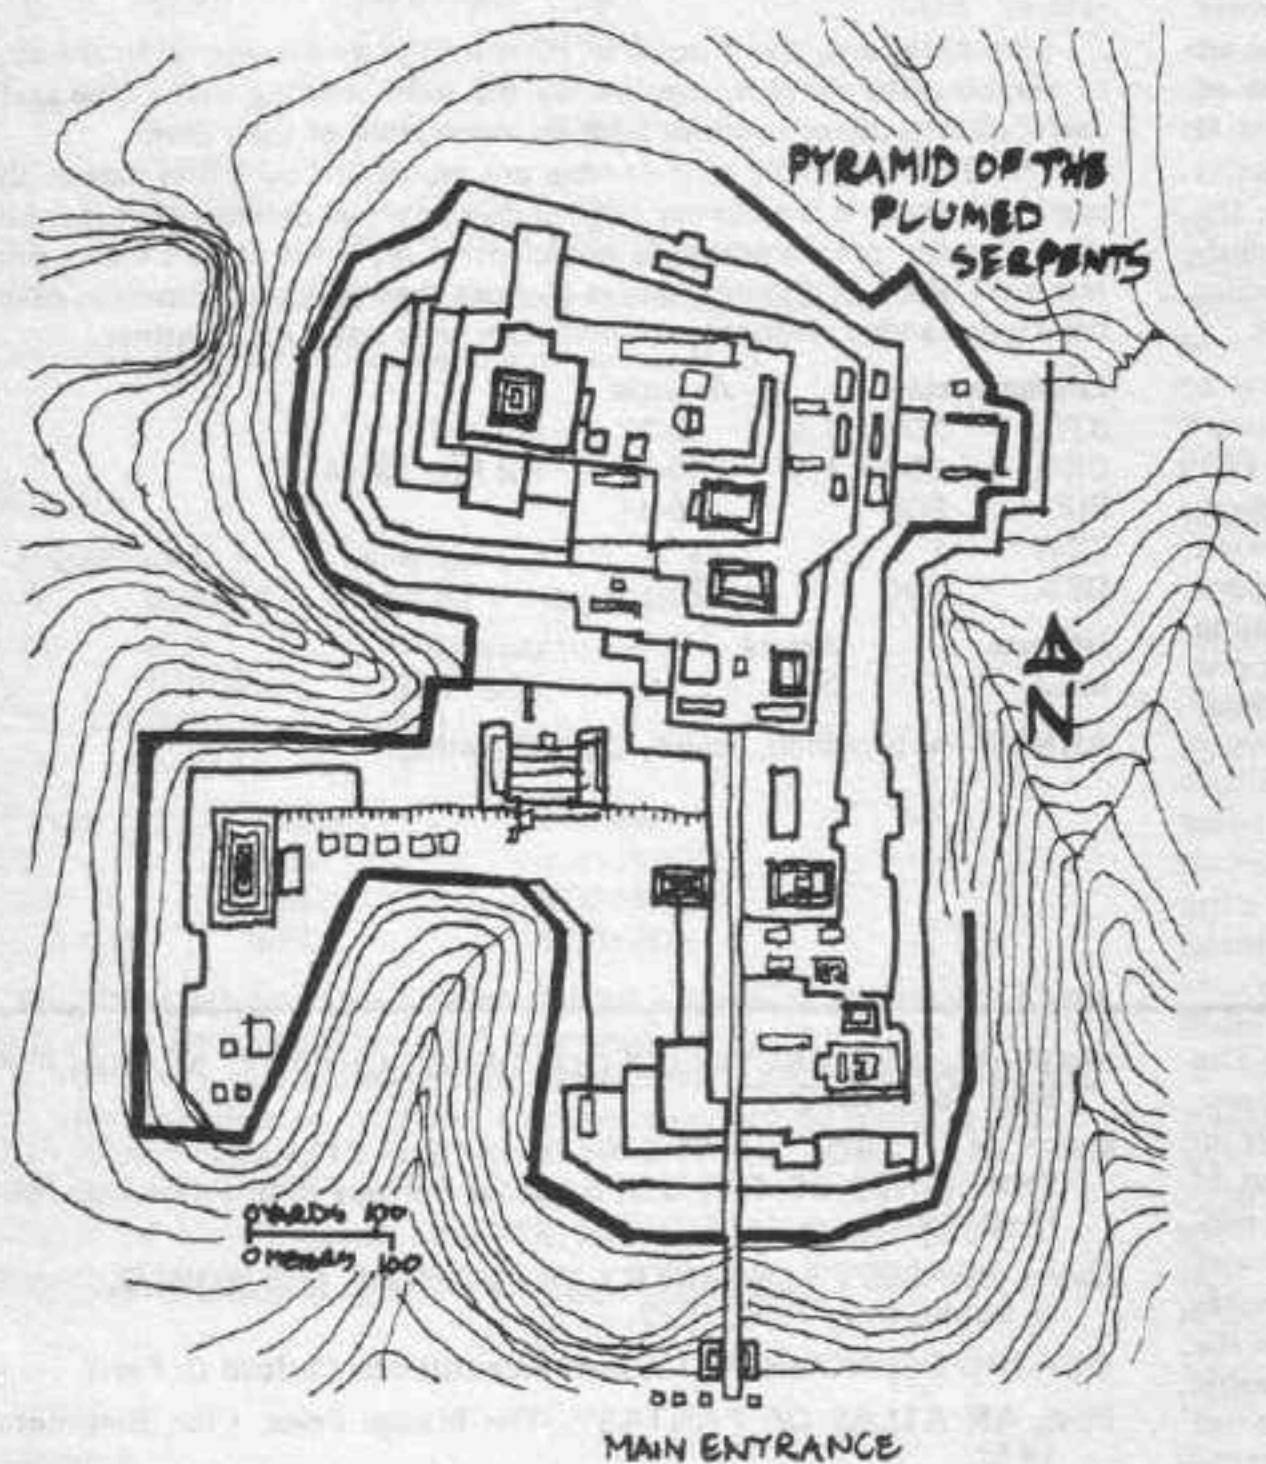 PYRAMID OF THE
PLUMED
SERPENTS
N
0 YARDS 100
0 METERS 100
MAIN ENTRANCE